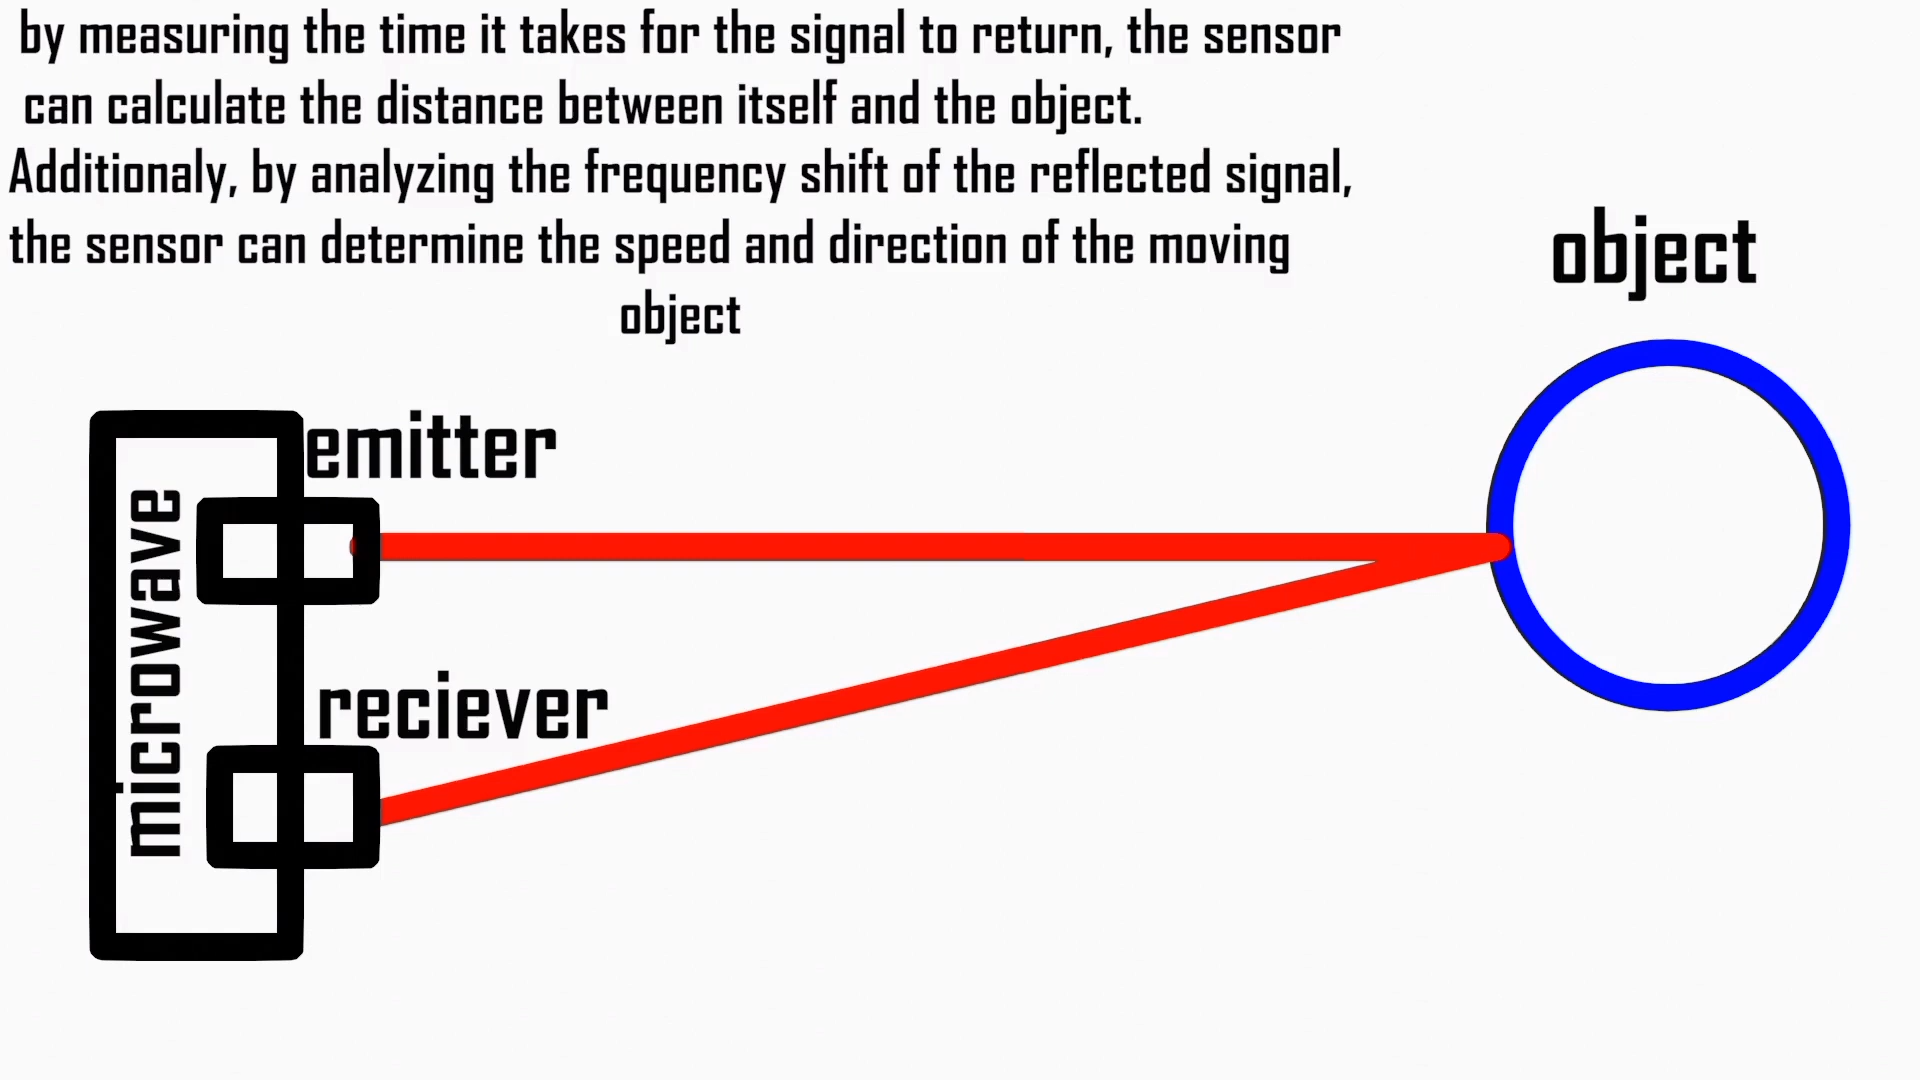 by measuring the time it takes for the signal to return, the sensor
can calculate the distance between itself and the object.
Additionaly, by analyzing the frequency shift of the reflected signal,
the sensor can determine the speed and direction of the moving
object
object
emitter
microwave
reciever